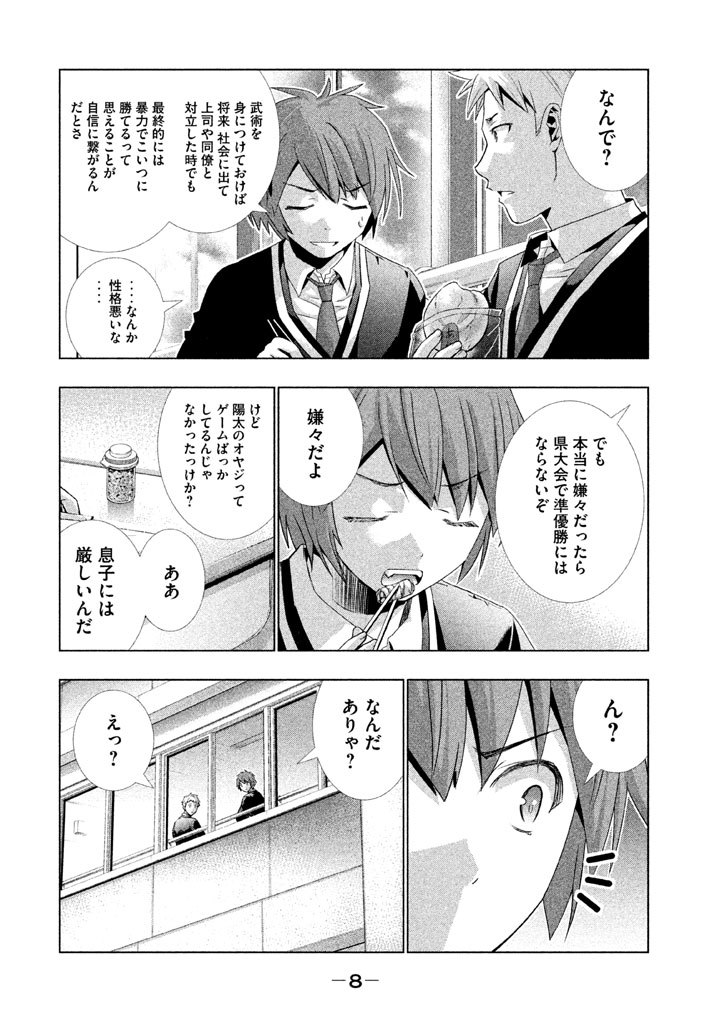 なんで？
武術を
身につけておけば
将来 社会に出て
上司や同僚と
対立した時でも
最終的には
暴力でこいつに
勝てるって
思えることが
自信に繋がるん
だとさ
‥‥なんか
性格悪いな
‥‥
でも
本当に嫌々だったら
県大会で準優勝には
ならないぞ
嫌々だよ
けど
陽太のオヤジって
ゲームばっか
してるんじゃ
なかったっけか？
ああ
息子には
厳しいんだ
ん？
なんだ
ありゃ？
えっ？
－8－